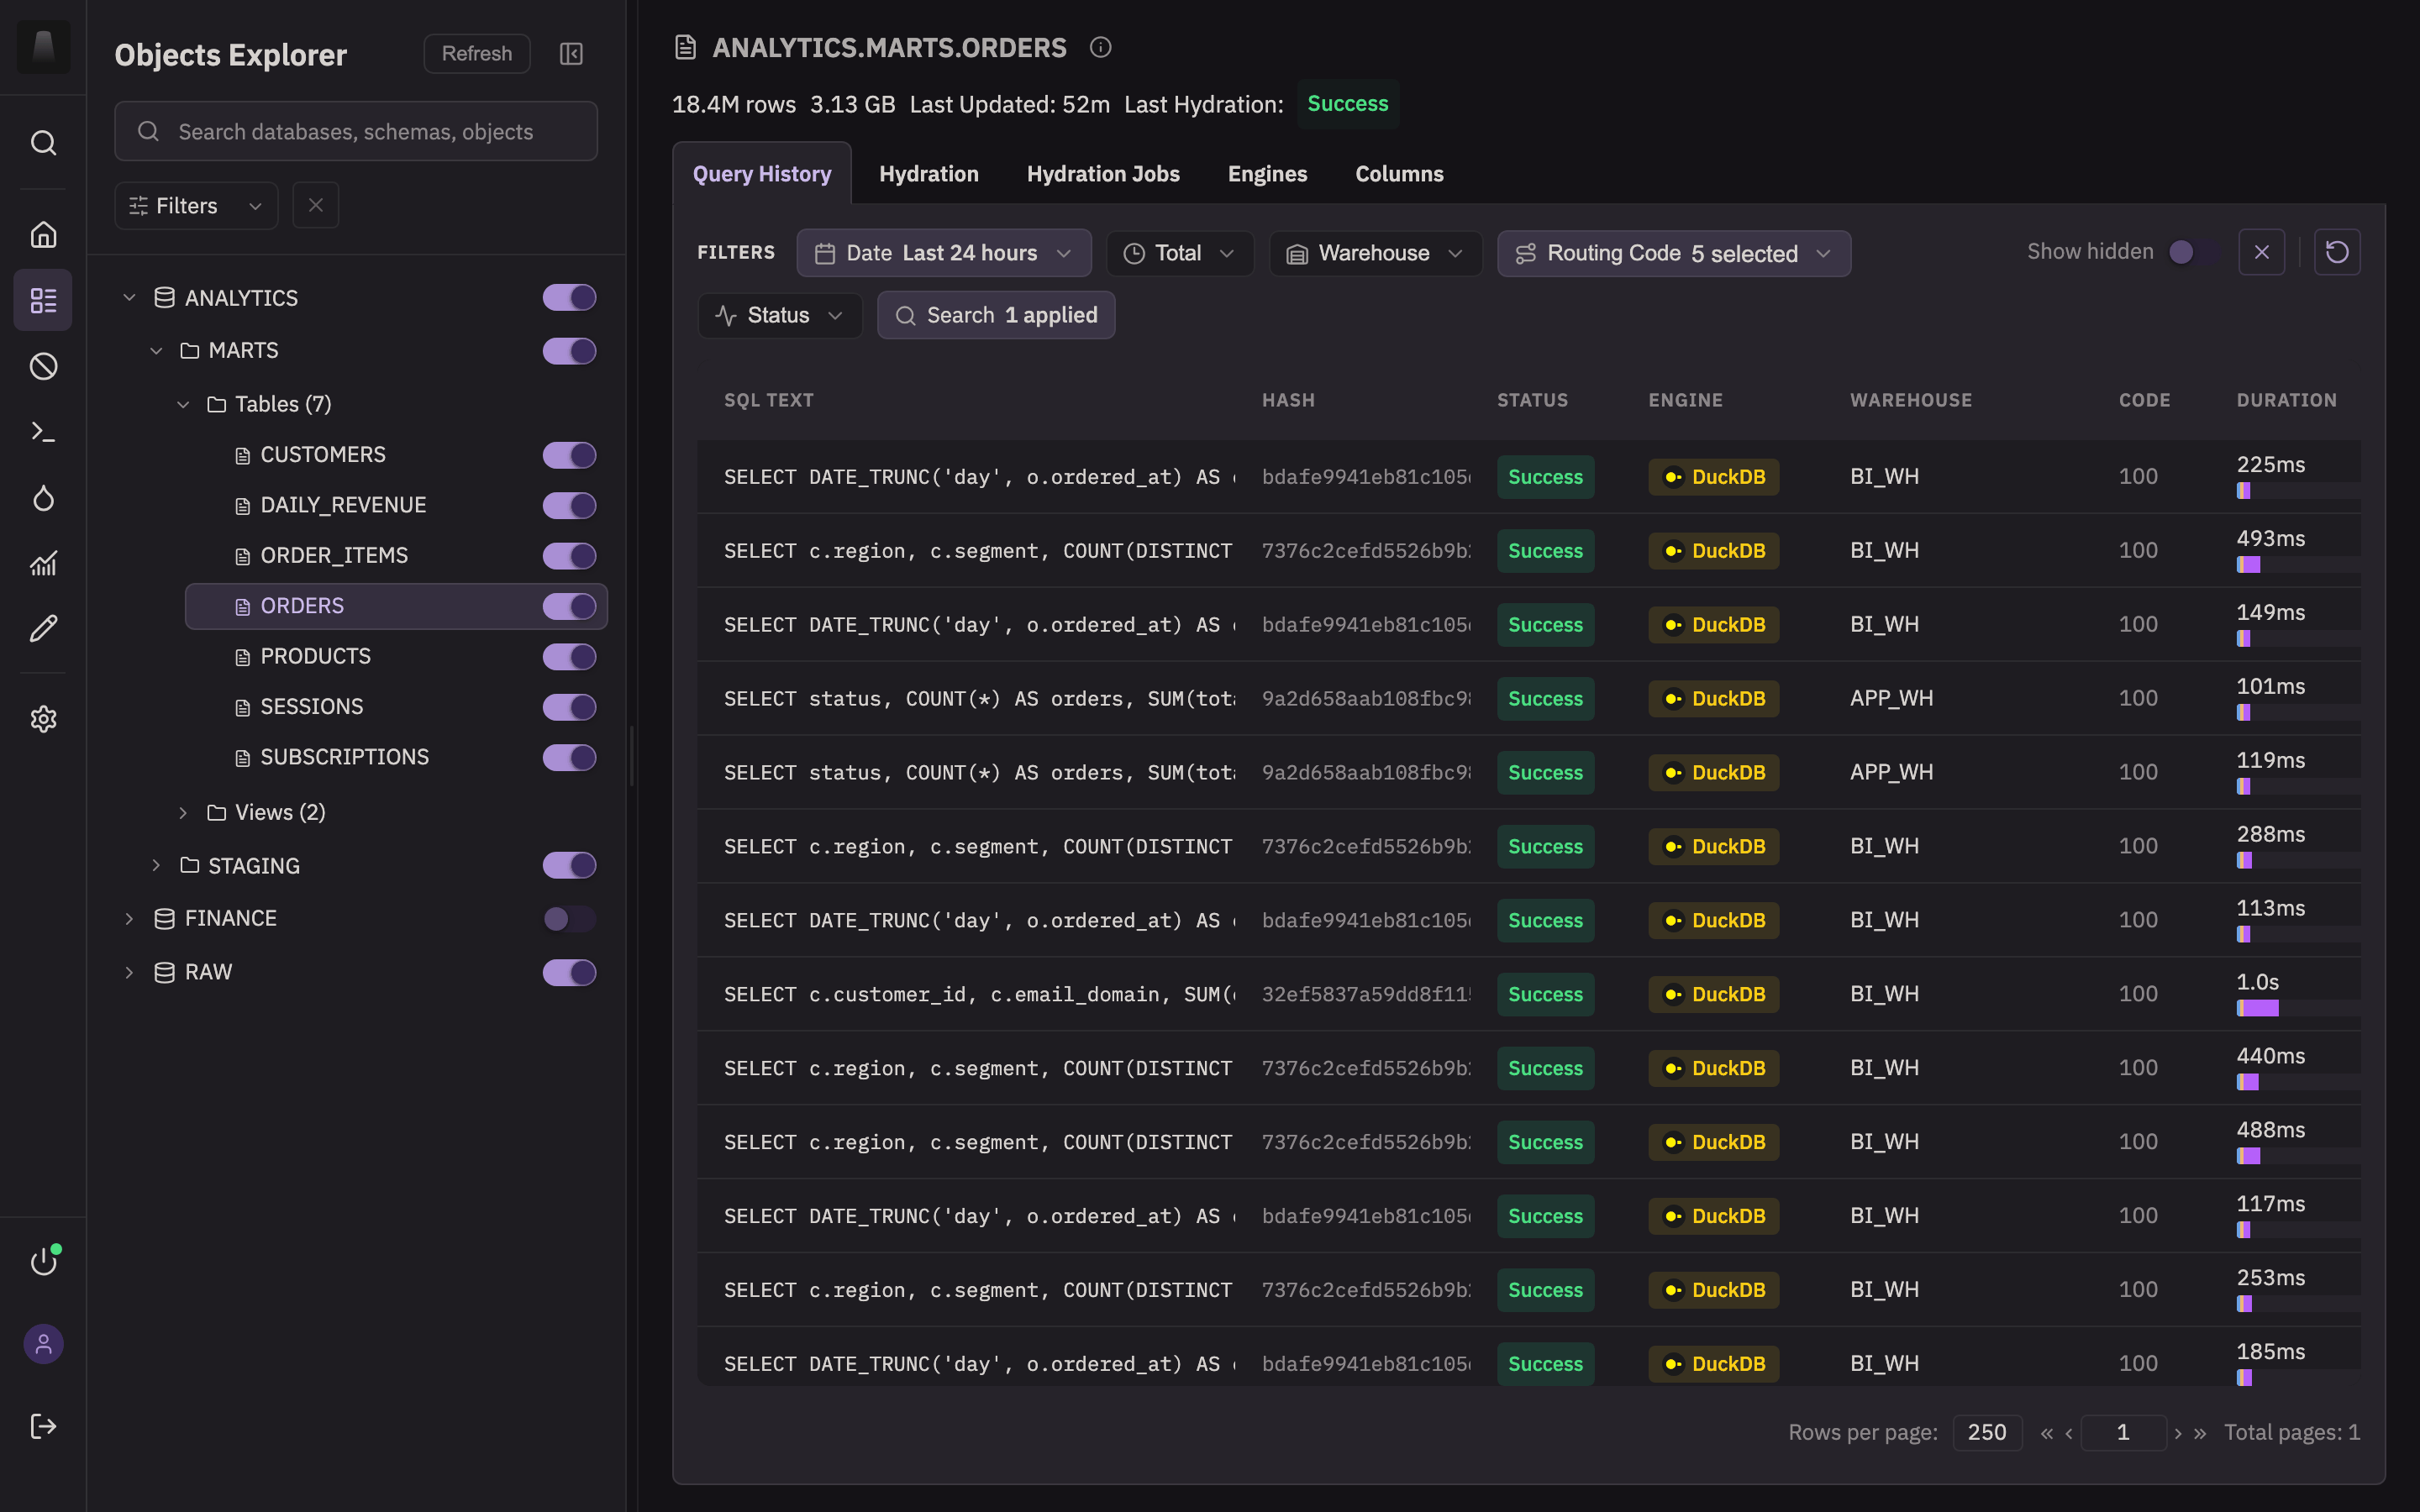 Objects Explorer
Refresh
Search databases, schemas, objects
Filters
ANALYTICS
MARTS
Tables (7)
CUSTOMERS
DAILY_REVENUE
ORDER_ITEMS
ORDERS
PRODUCTS
SESSIONS
SUBSCRIPTIONS
Views (2)
STAGING
FINANCE
RAW
ANALYTICS.MARTS.ORDERS
18.4M rows 3.13 GB Last Updated: 52m Last Hydration: Success
Query History Hydration Hydration Jobs Engines Columns
FILTERS Date Last 24 hours Total Warehouse Routing Code 5 selected Show hidden
Status Search 1 applied
SQL TEXT HASH STATUS ENGINE WAREHOUSE CODE DURATION
SELECT DATE_TRUNC('day', o.ordered_at) AS bdafe9941eb81c105 Success DuckDB BI_WH 100 225ms
SELECT c.region, c.segment, COUNT(DISTINCT 7376c2cefd5526b9b Success DuckDB BI_WH 100 493ms
SELECT DATE_TRUNC('day', o.ordered_at) AS bdafe9941eb81c105 Success DuckDB BI_WH 100 149ms
SELECT status, COUNT(*) AS orders, SUM(tot 9a2d658aab108fbc9 Success DuckDB APP_WH 100 101ms
SELECT status, COUNT(*) AS orders, SUM(tot 9a2d658aab108fbc9 Success DuckDB APP_WH 100 119ms
SELECT c.region, c.segment, COUNT(DISTINCT 7376c2cefd5526b9b Success DuckDB BI_WH 100 288ms
SELECT DATE_TRUNC('day', o.ordered_at) AS bdafe9941eb81c105 Success DuckDB BI_WH 100 113ms
SELECT c.customer_id, c.email_domain, SUM( 32ef5837a59dd8f11 Success DuckDB BI_WH 100 1.0s
SELECT c.region, c.segment, COUNT(DISTINCT 7376c2cefd5526b9b Success DuckDB BI_WH 100 440ms
SELECT c.region, c.segment, COUNT(DISTINCT 7376c2cefd5526b9b Success DuckDB BI_WH 100 488ms
SELECT DATE_TRUNC('day', o.ordered_at) AS bdafe9941eb81c105 Success DuckDB BI_WH 100 117ms
SELECT c.region, c.segment, COUNT(DISTINCT 7376c2cefd5526b9b Success DuckDB BI_WH 100 253ms
SELECT DATE_TRUNC('day', o.ordered_at) AS bdafe9941eb81c105 Success DuckDB BI_WH 100 185ms
Rows per page: 250 « ‹ 1 › » Total pages: 1